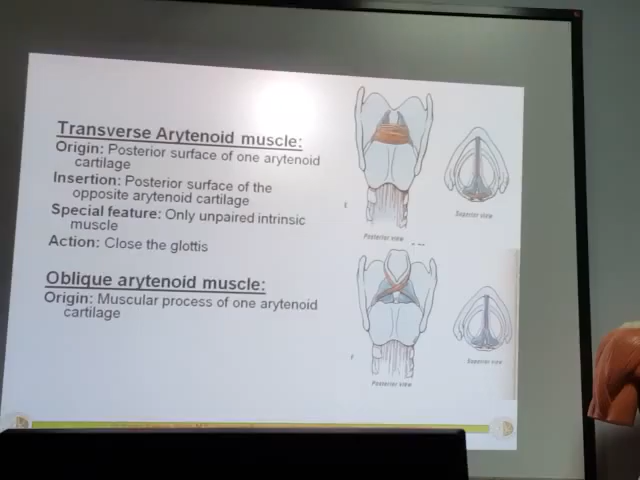 Transverse Arytenoid muscle:
Origin: Posterior surface of one arytenoid
cartilage
Insertion: Posterior surface of the
opposite arytenoid cartilage
Special feature: Only unpaired intrinsic
muscle
Action: Close the glottis
Oblique arytenoid muscle:
Origin: Muscular process of one arytenoid
cartilage
E
Posterior view
Superior view
F
Posterior view
Superior view